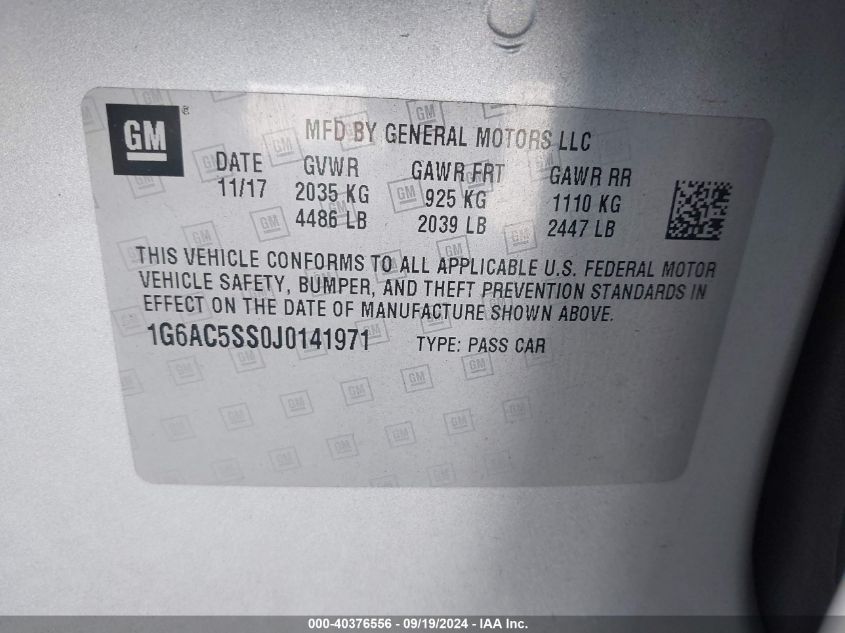 GM
MFD BY GENERAL MOTORS LLC
DATE GVWR GAWR FRT GAWR RR
11/17 2035 KG 925 KG 1110 KG
4486 LB 2039 LB 2447 LB
THIS VEHICLE CONFORMS TO ALL APPLICABLE U.S. FEDERAL MOTOR
VEHICLE SAFETY, BUMPER, AND THEFT PREVENTION STANDARDS IN
EFFECT ON THE DATE OF MANUFACTURE SHOWN ABOVE.
1G6AC5SS0J0141971 TYPE: PASS CAR
000-40376556 - 09/19/2024 - IAA Inc.